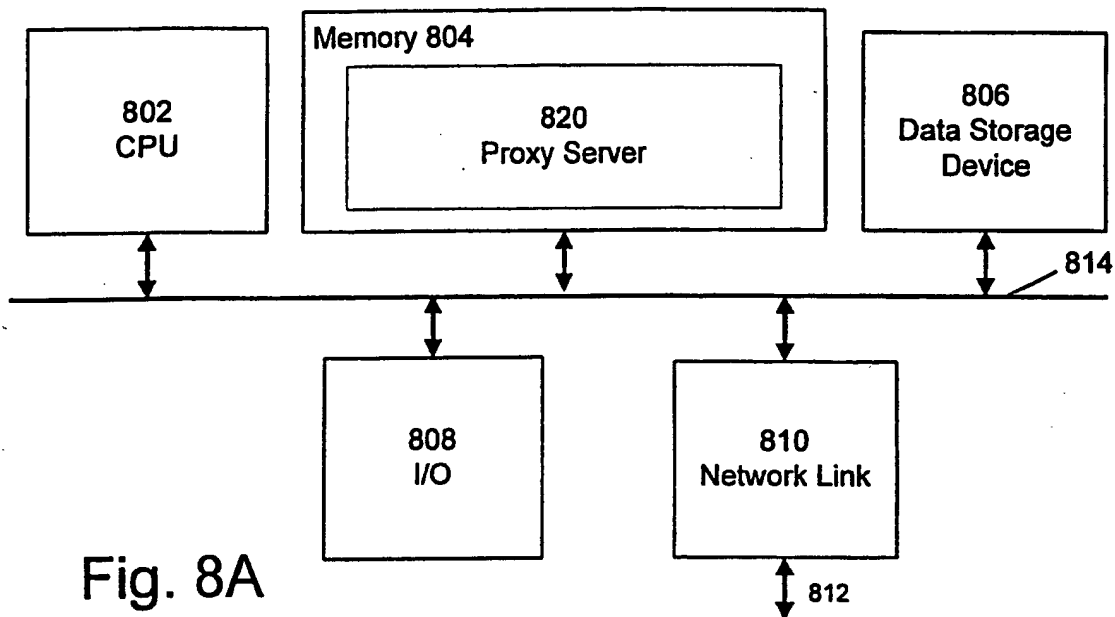 802
CPU
Memory 804
820
Proxy Server
806
Data Storage
Device
814
808
I/O
810
Network Link
812
Fig. 8A